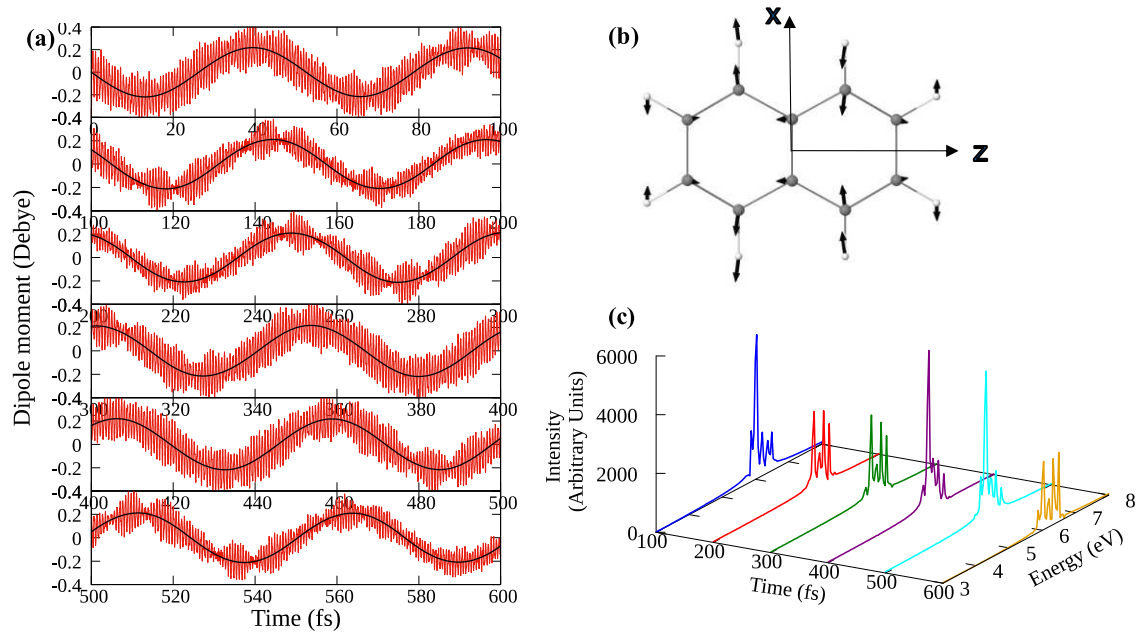 (a)
Dipole moment (Debye)
0.4
0.2
0
-0.2
-0.4
0 20 40 60 80 100
0.2
0
-0.2
-0.4
100 120 140 160 180 200
0.2
0
-0.2
-0.4
200 220 240 260 280 300
0.2
0
-0.2
-0.4
300 320 340 360 380 400
0.2
0
-0.2
-0.4
400 420 440 460 480 500
0.2
0
-0.2
-0.4
500 520 540 560 580 600
Time (fs)
(b)
X
Z
(c)
Intensity
(Arbitrary Units)
6000
4000
2000
0
100 200 300 400 500 600
Time (fs)
3 4 5 6 7 8
Energy (eV)